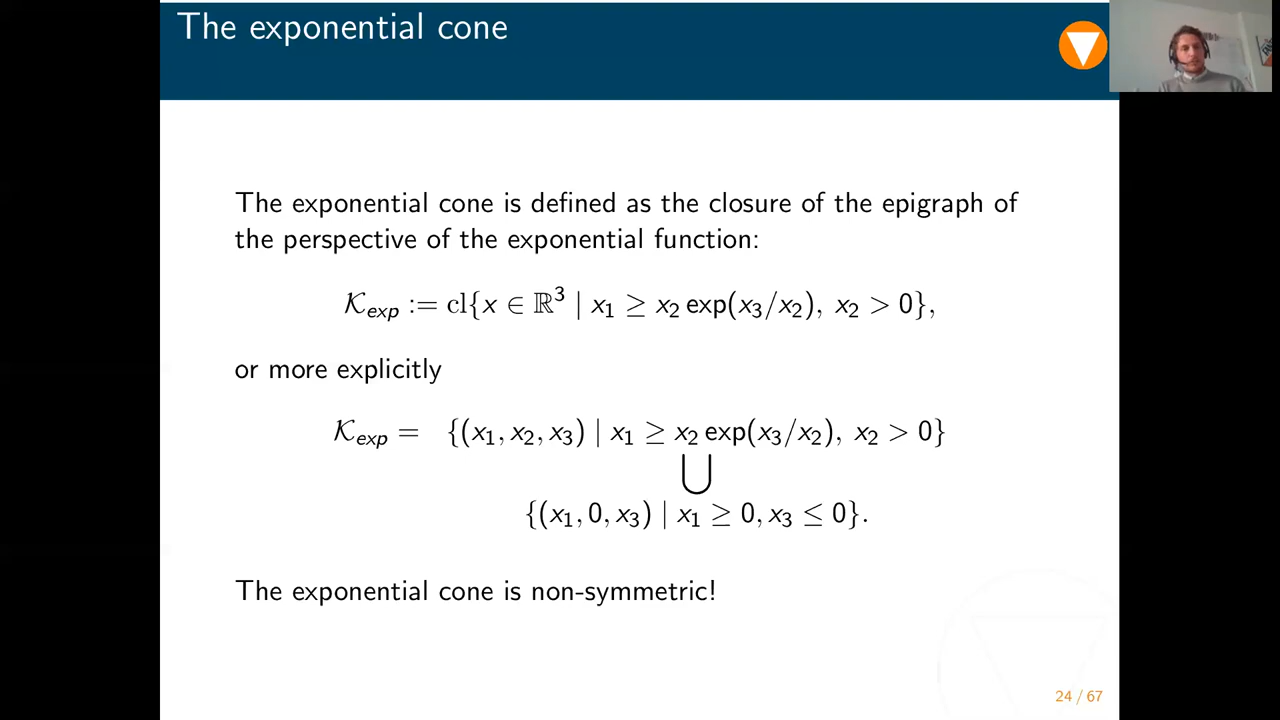 The exponential cone
The exponential cone is defined as the closure of the epigraph of
the perspective of the exponential function:
𝒦_exp := cl{x ∈ ℝ³ | x₁ ≥ x₂ exp(x₃/x₂), x₂ > 0},
or more explicitly
𝒦_exp = {(x₁, x₂, x₃) | x₁ ≥ x₂ exp(x₃/x₂), x₂ > 0}
⋃
{(x₁, 0, x₃) | x₁ ≥ 0, x₃ ≤ 0}.
The exponential cone is non-symmetric!
24 / 67